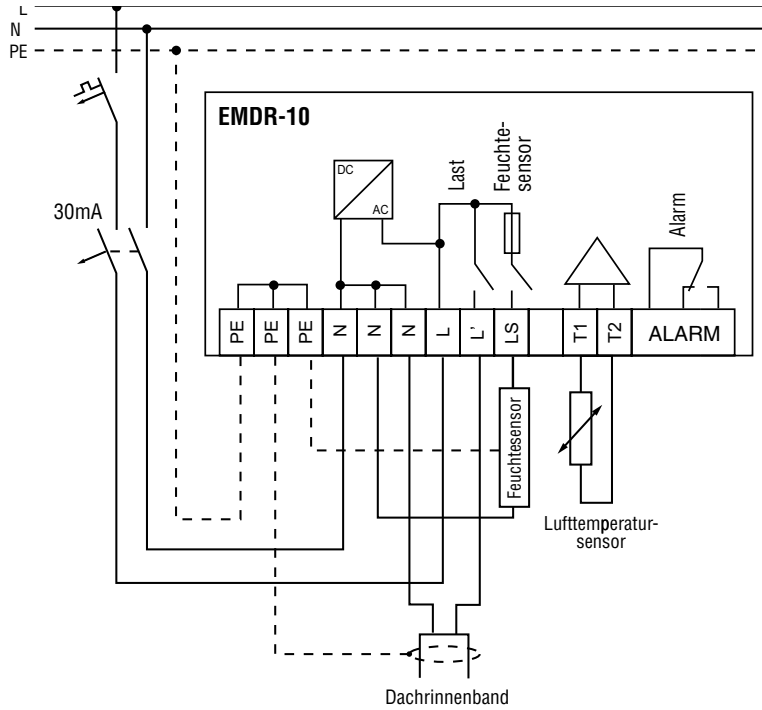 L
N
PE
EMDR-10
DC
AC
Last
Feuchte-
sensor
Alarm
30mA
PE
PE
PE
N
N
N
L
L'
LS
T1
T2
ALARM
Feuchtesensor
Lufttemperatur-
sensor
Dachrinnenband